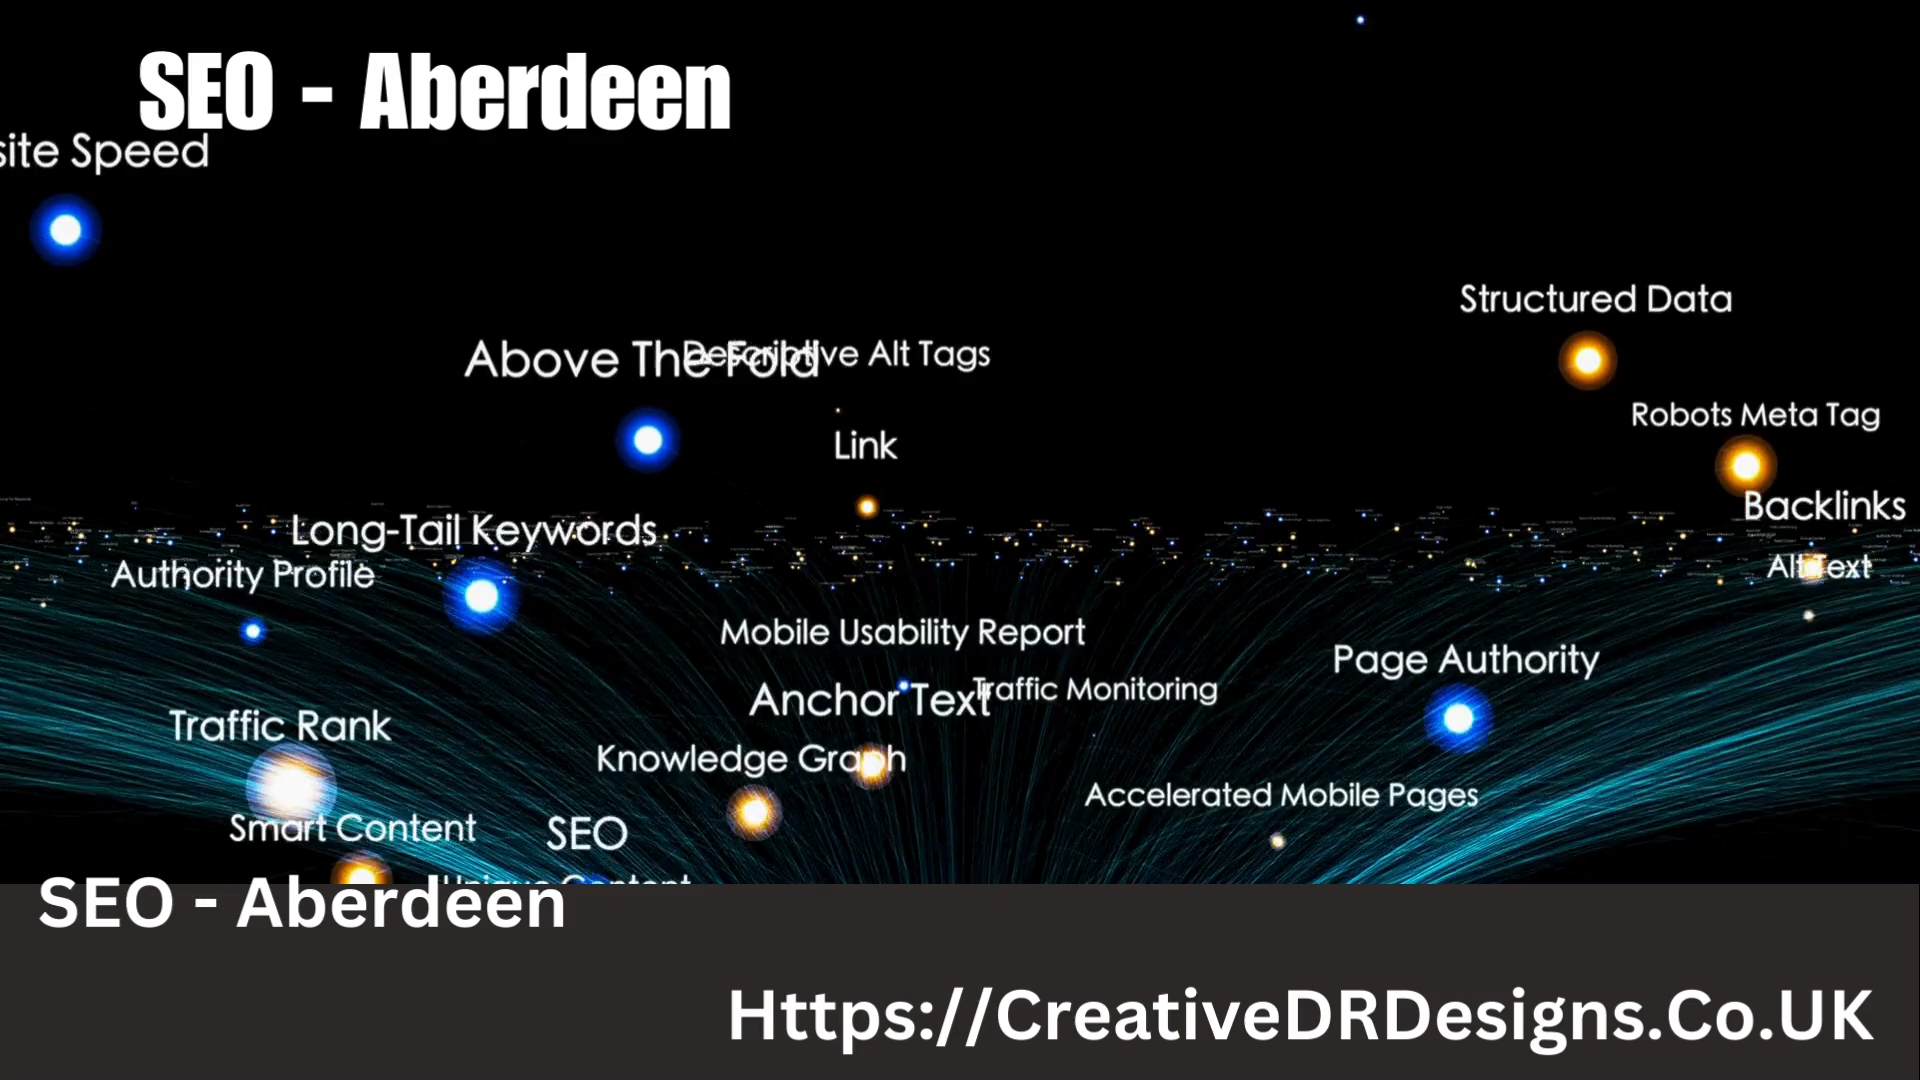 SEO - Aberdeen
site Speed
Structured Data
Above The Fold
Descriptive Alt Tags
Robots Meta Tag
Link
Backlinks
Long-Tail Keywords
Alt Text
Authority Profile
Mobile Usability Report
Page Authority
Anchor Text
Traffic Monitoring
Traffic Rank
Knowledge Graph
Accelerated Mobile Pages
Smart Content
SEO
Unique Content
SEO - Aberdeen
Https://CreativeDRDesigns.Co.UK